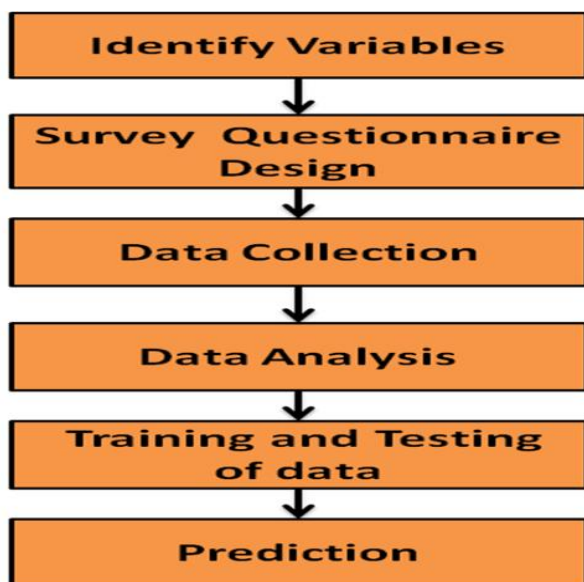 Identify Variables
Survey Questionnaire
Design
Data Collection
Data Analysis
Training and Testing
of data
Prediction